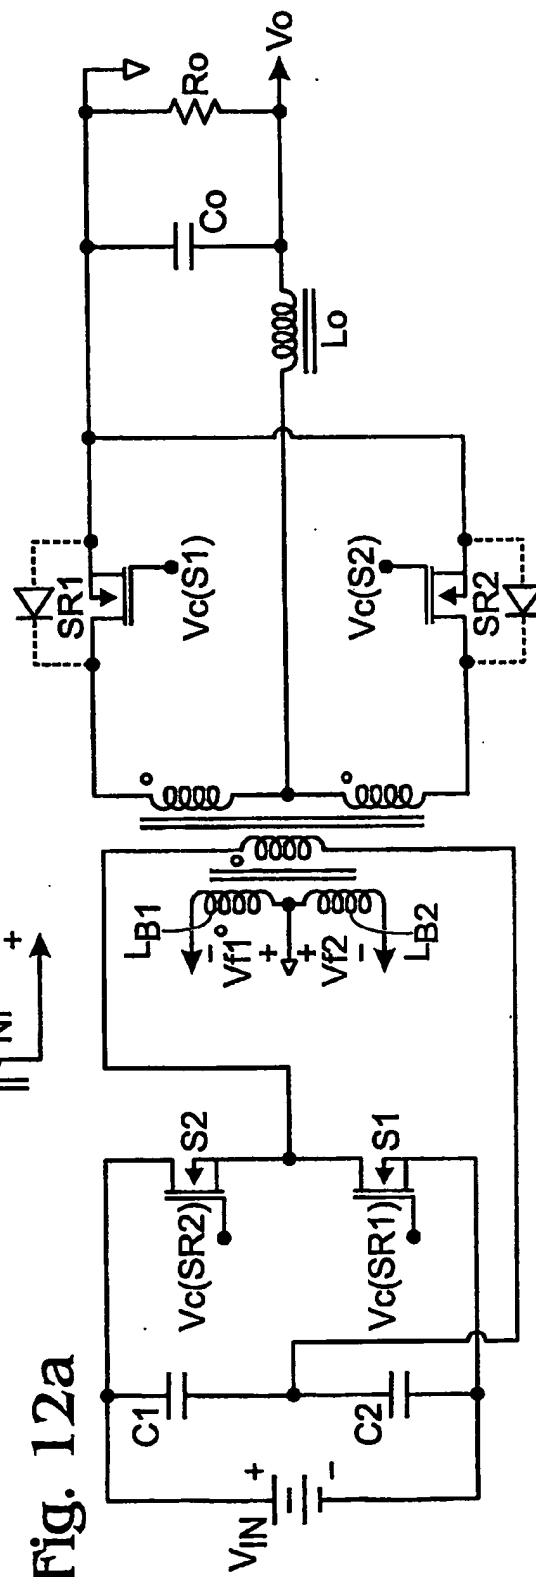 Fig. 12a
VIN
+
−
C1
C2
Vc(SR2)
S2
Vc(SR1)
S1
+
LB1
−
Vf1
+
+
Vf2
−
LB2
SR1
Vc(S1)
Vc(S2)
SR2
Lo
Co
Ro
Vo